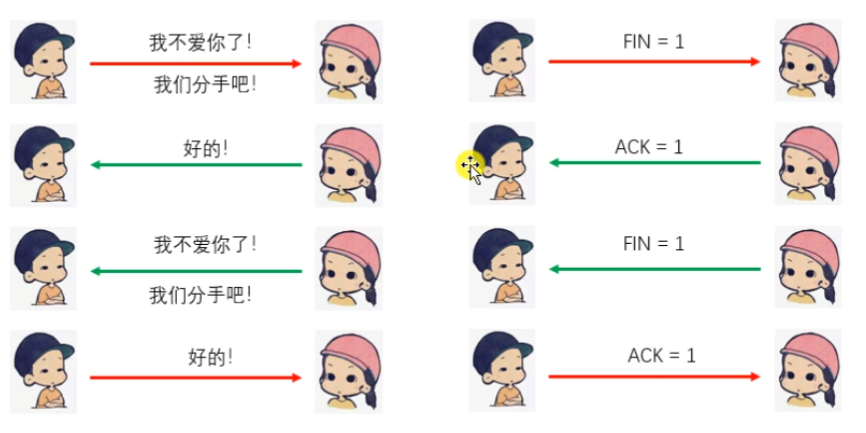 我不爱你了!
我们分手吧!
FIN = 1
好的!
ACK = 1
我不爱你了!
我们分手吧!
FIN = 1
好的!
ACK = 1